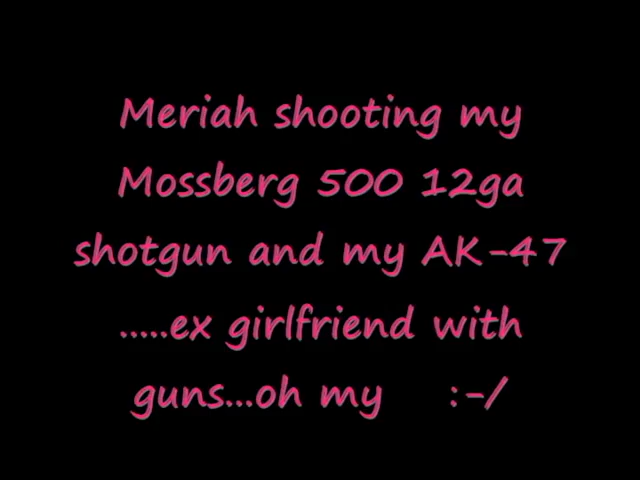 Meriah shooting my
Mossberg 500 12ga
shotgun and my AK-47
.....ex girlfriend with
guns...oh my :-/